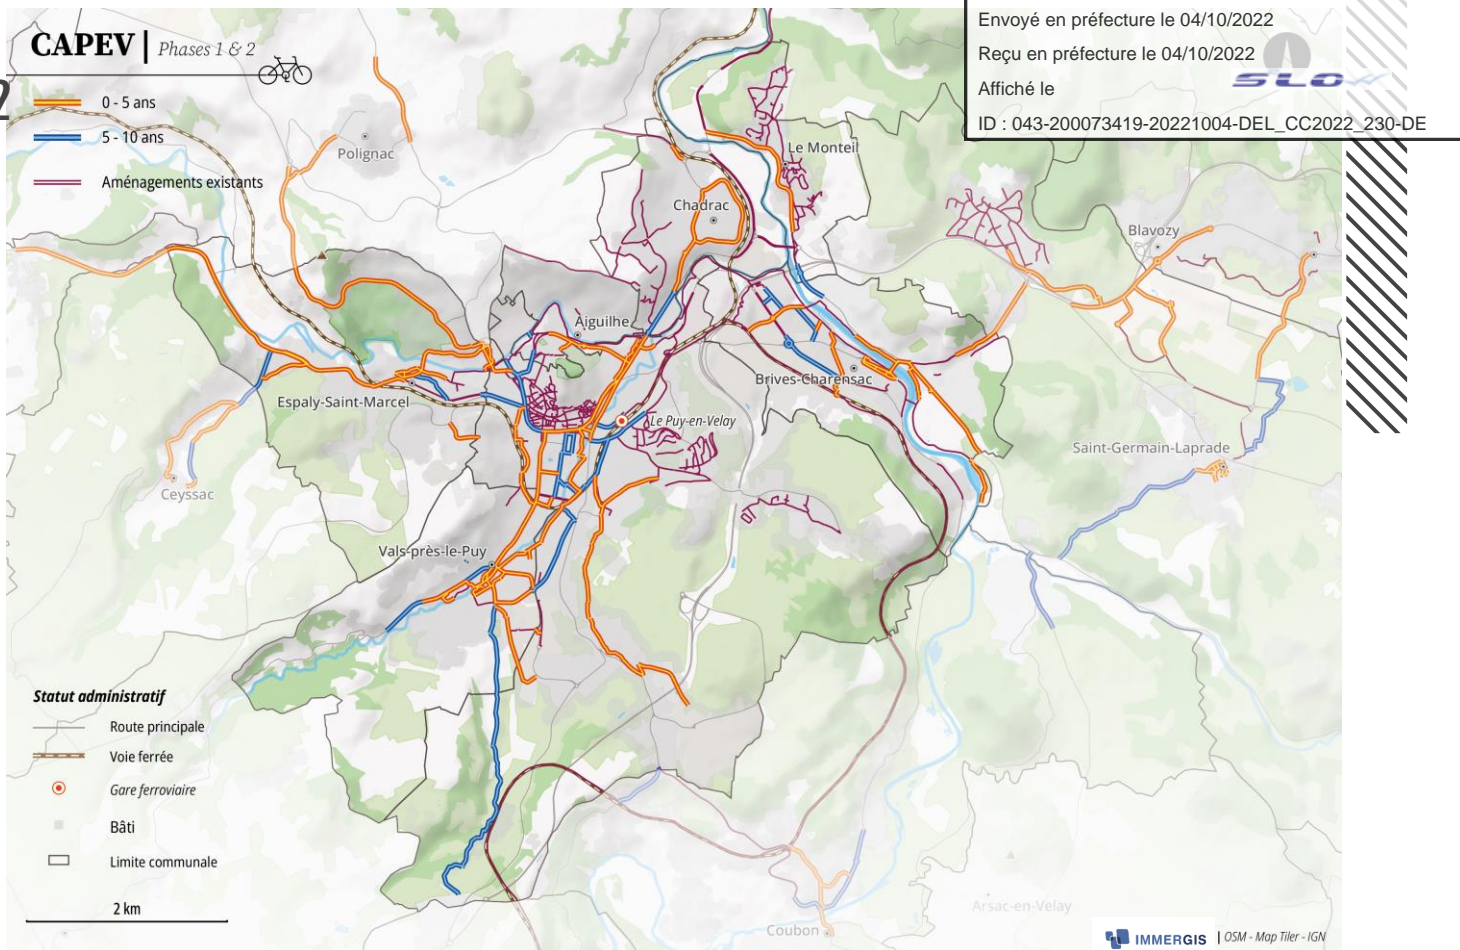 CAPEV | Phases 1 & 2
2
0 - 5 ans
5 - 10 ans
Aménagements existants
Envoyé en préfecture le 04/10/2022
Reçu en préfecture le 04/10/2022
Affiché le
SLO
ID : 043-200073419-20221004-DEL_CC2022_230-DE
Polignac
Le Monteil
Chadrac
Blavozy
Aiguilhe
Brives-Charensac
Espaly-Saint-Marcel
Le Puy-en-Velay
Saint-Germain-Laprade
Ceyssac
Vals-près-le-Puy
Statut administratif
Route principale
Voie ferrée
Gare ferroviaire
Bâti
Limite communale
2 km
Arsac-en-Velay
Coubon
IMMERGIS | OSM - Map Tiler - IGN